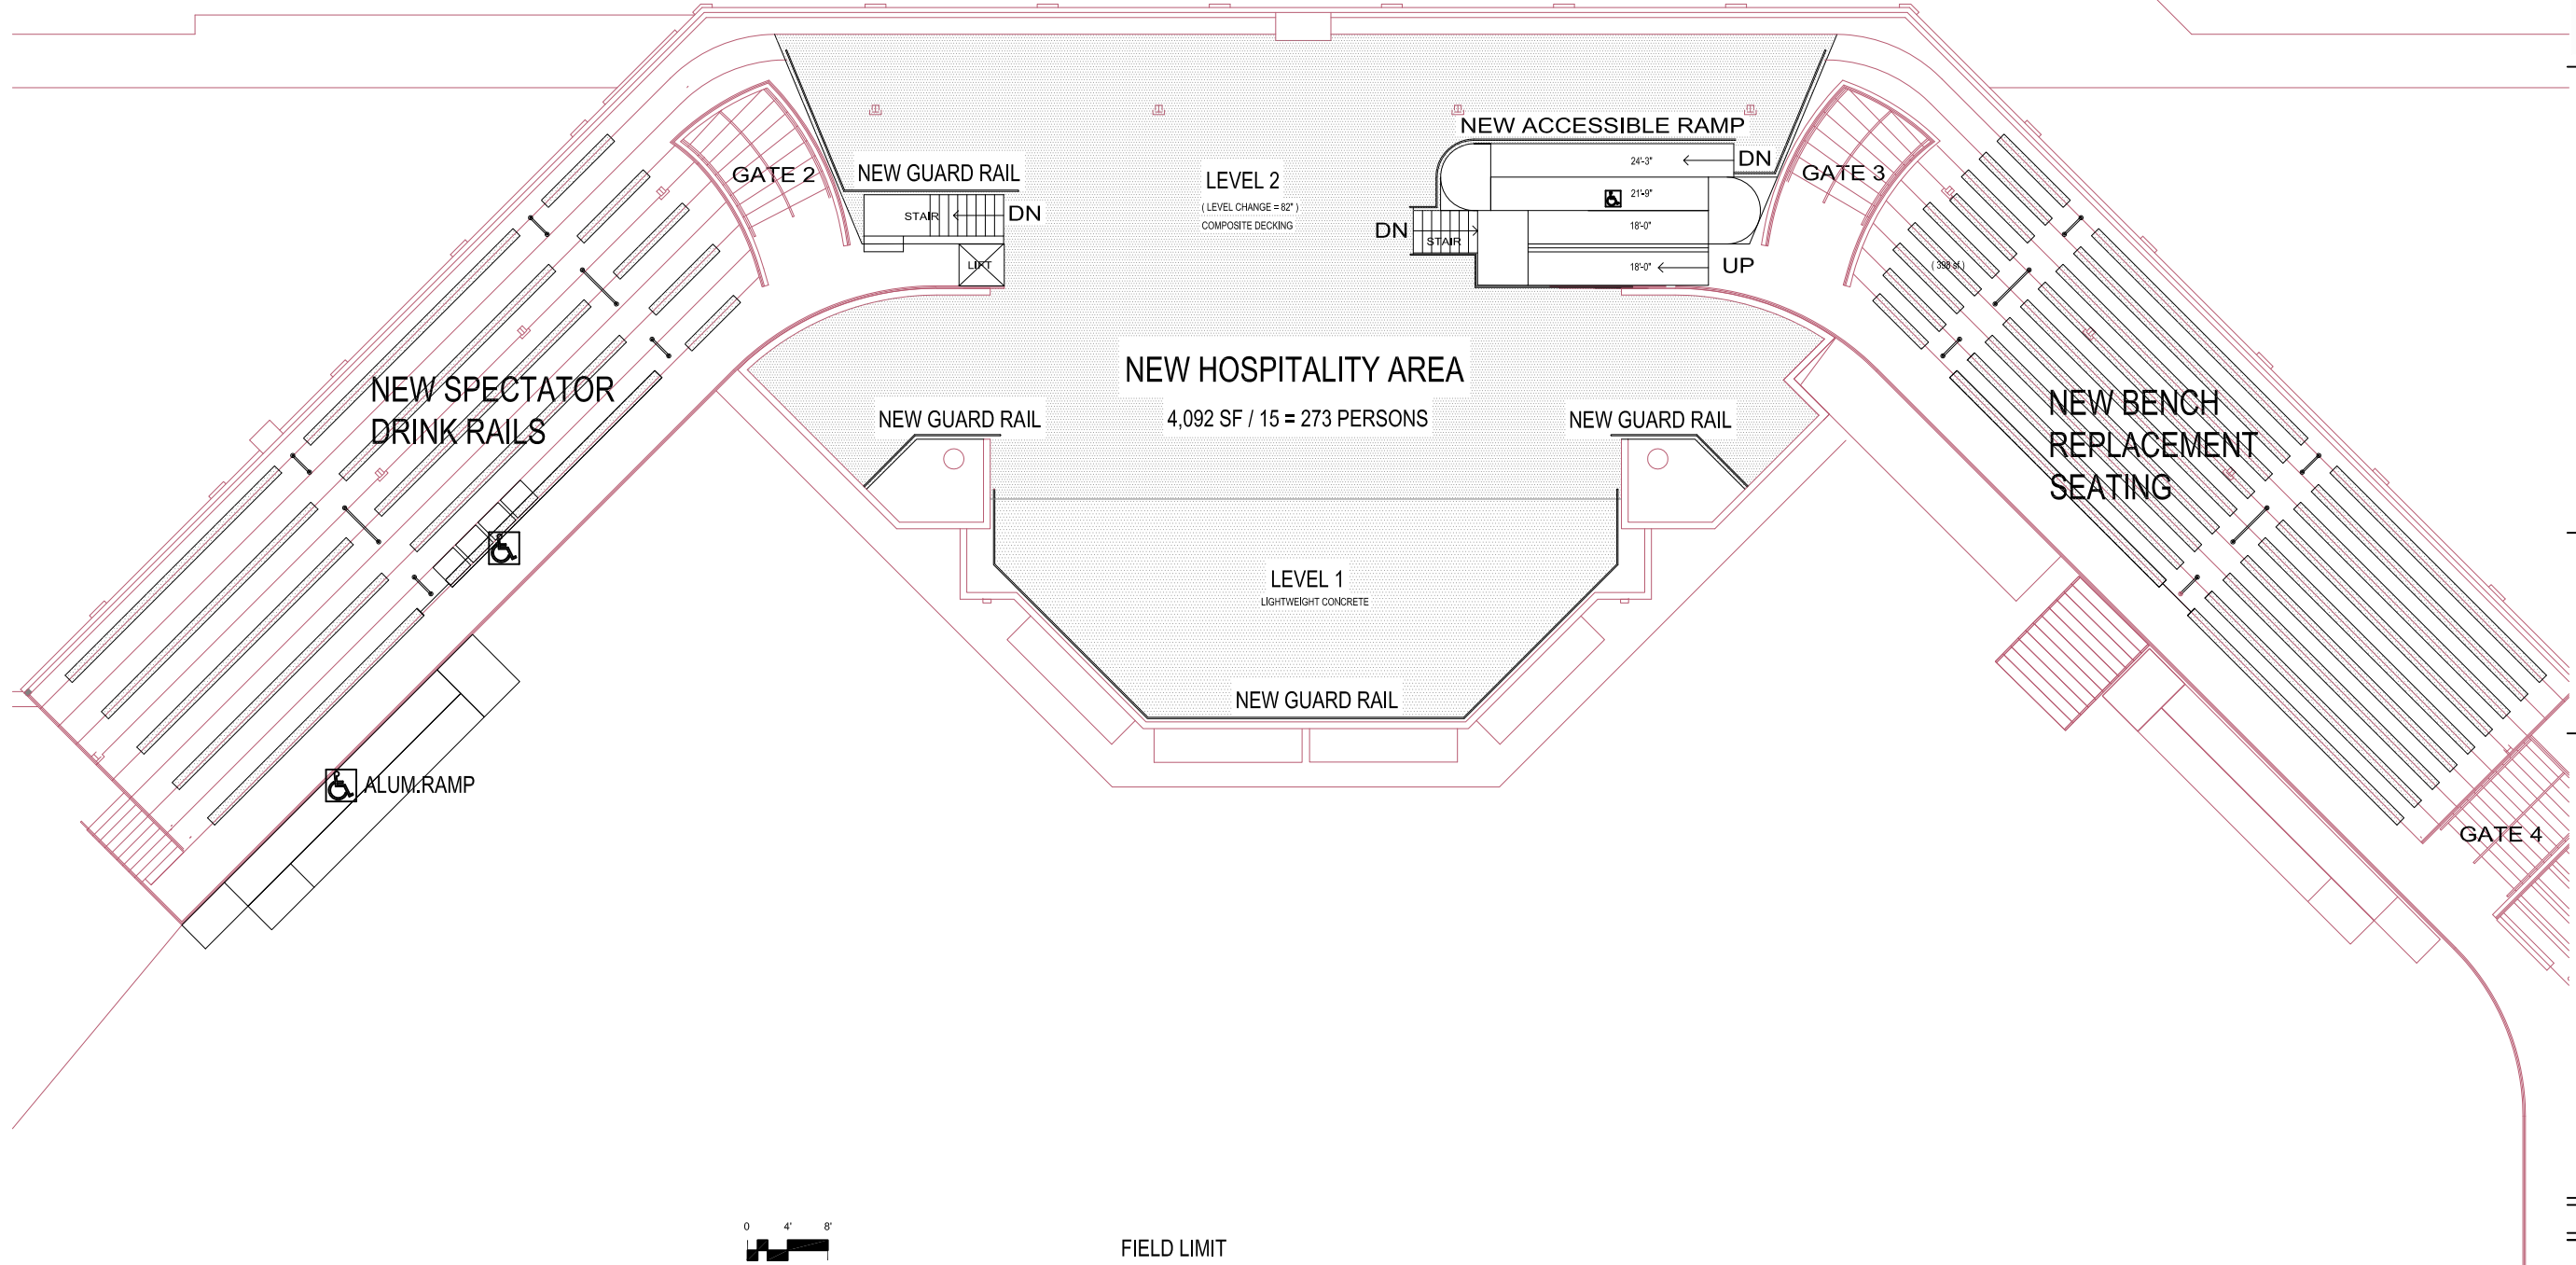 NEW ACCESSIBLE RAMP
24'-3"
DN
GATE 2
NEW GUARD RAIL
LEVEL 2
GATE 3
21'-9"
( LEVEL CHANGE = 82" )
STAIR
DN
COMPOSITE DECKING
18'-0"
DN
STAIR
LIFT
18'-0"
UP
( 398 sf.)
NEW HOSPITALITY AREA
4,092 SF / 15 = 273 PERSONS
NEW SPECTATOR
DRINK RAILS
NEW GUARD RAIL
NEW GUARD RAIL
NEW BENCH
REPLACEMENT
SEATING
LEVEL 1
LIGHTWEIGHT CONCRETE
NEW GUARD RAIL
ALUM.RAMP
GATE 4
0 4' 8'
FIELD LIMIT